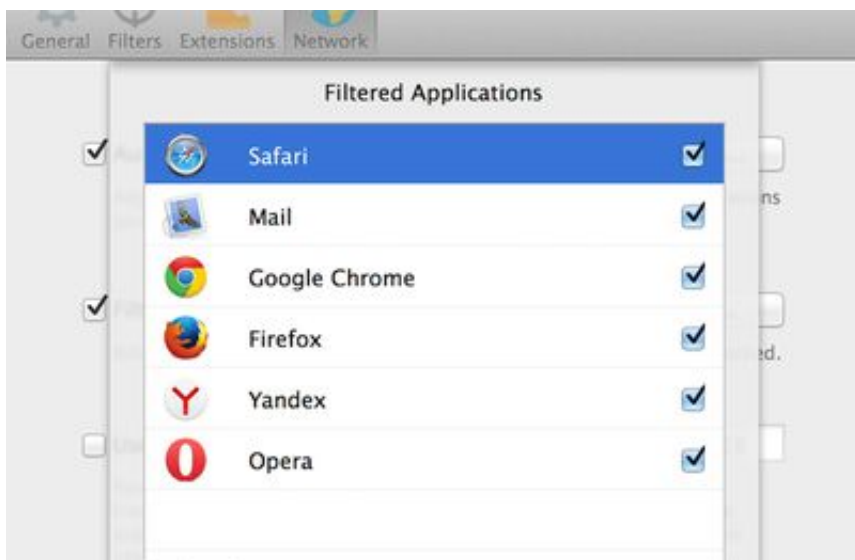 General Filters Extensions Network
Filtered Applications
Safari
ns
Mail
Google Chrome
Firefox
ed.
Yandex
Opera